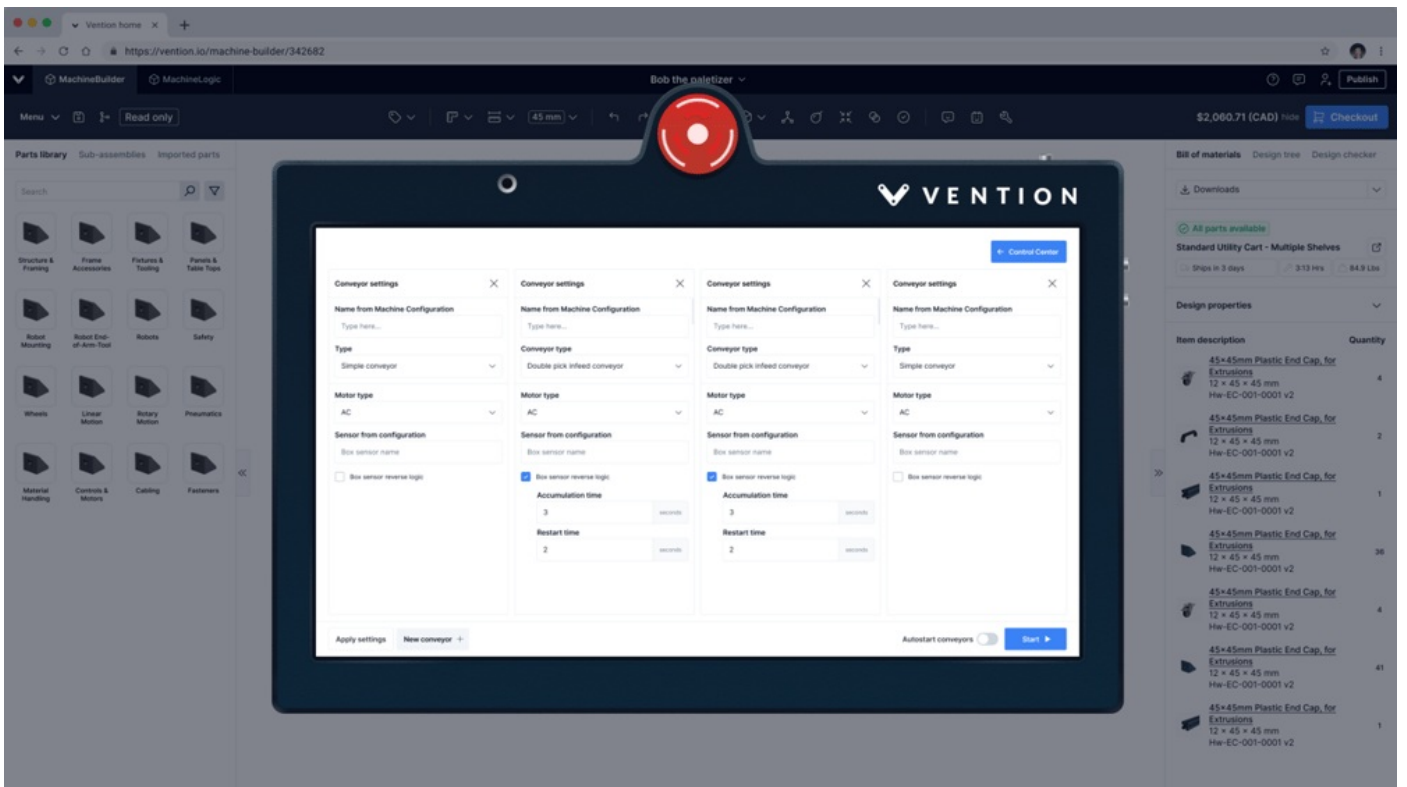 Vention home
https://vention.io/machine-builder/342682
MachineBuilder
MachineLogic
Bob the paletizer
Publish
Menu
Read only
45 mm
$2,060.71 (CAD) hide
Checkout
Parts library
Sub-assemblies
Imported parts
Search
Structure & Framing
Frame Accessories
Fixtures & Tooling
Panels & Table Tops
Robot Mounting
Robot End-of-Arm-Tool
Robots
Safety
Wheels
Linear Motion
Rotary Motion
Pneumatics
Material Handling
Controls & Motors
Cabling
Fasteners
VENTION
Control Center
Conveyor settings
Name from Machine Configuration
Type here...
Type
Simple conveyor
Motor type
AC
Sensor from configuration
Box sensor name
Box sensor reverse logic
Conveyor settings
Name from Machine Configuration
Type here...
Conveyor type
Double pick infeed conveyor
Motor type
AC
Sensor from configuration
Box sensor name
Box sensor reverse logic
Accumulation time
3 seconds
Restart time
2 seconds
Conveyor settings
Name from Machine Configuration
Type here...
Conveyor type
Double pick infeed conveyor
Motor type
AC
Sensor from configuration
Box sensor name
Box sensor reverse logic
Accumulation time
3 seconds
Restart time
2 seconds
Conveyor settings
Name from Machine Configuration
Type here...
Type
Simple conveyor
Motor type
AC
Sensor from configuration
Box sensor name
Box sensor reverse logic
Apply settings
New conveyor +
Autostart conveyors
Start
Bill of materials
Design tree
Design checker
Downloads
All parts available
Standard Utility Cart - Multiple Shelves
Ships in 3 days
3:13 Hrs
84.9 Lbs
Design properties
Item description
Quantity
45×45mm Plastic End Cap, for
Extrusions
12 × 45 × 45 mm
Hw-EC-001-0001 v2
4
45×45mm Plastic End Cap, for
Extrusions
12 × 45 × 45 mm
Hw-EC-001-0001 v2
2
45×45mm Plastic End Cap, for
Extrusions
12 × 45 × 45 mm
Hw-EC-001-0001 v2
1
45×45mm Plastic End Cap, for
Extrusions
12 × 45 × 45 mm
Hw-EC-001-0001 v2
36
45×45mm Plastic End Cap, for
Extrusions
12 × 45 × 45 mm
Hw-EC-001-0001 v2
4
45×45mm Plastic End Cap, for
Extrusions
12 × 45 × 45 mm
Hw-EC-001-0001 v2
41
45×45mm Plastic End Cap, for
Extrusions
12 × 45 × 45 mm
Hw-EC-001-0001 v2
1